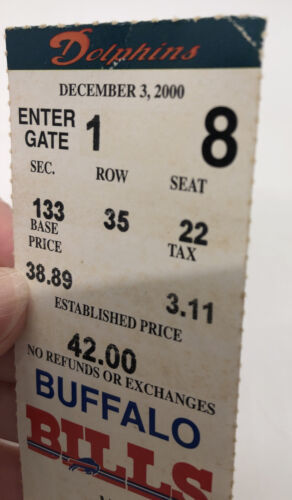 Dolphins
DECEMBER 3, 2000
ENTER GATE 1 8
SEC. ROW SEAT
133 35 22
BASE PRICE TAX
38.89 3.11
ESTABLISHED PRICE
42.00
NO REFUNDS OR EXCHANGES
BUFFALO
BILLS